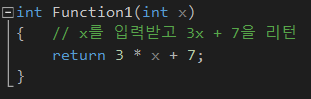 int Function1(int x)
{ // x를 입력받고 3x + 7을 리턴
return 3 * x + 7;
}